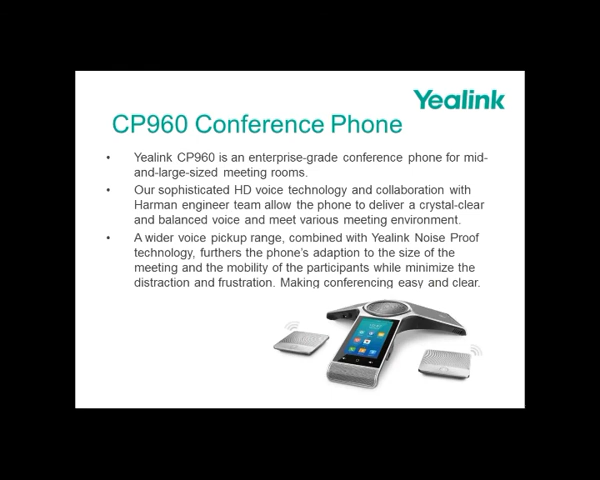 Yealink
CP960 Conference Phone
• Yealink CP960 is an enterprise-grade conference phone for mid-
and-large-sized meeting rooms.
• Our sophisticated HD voice technology and collaboration with
Harman engineer team allow the phone to deliver a crystal-clear
and balanced voice and meet various meeting environment.
• A wider voice pickup range, combined with Yealink Noise Proof
technology, furthers the phone's adaption to the size of the
meeting and the mobility of the participants while minimize the
distraction and frustration. Making conferencing easy and clear.